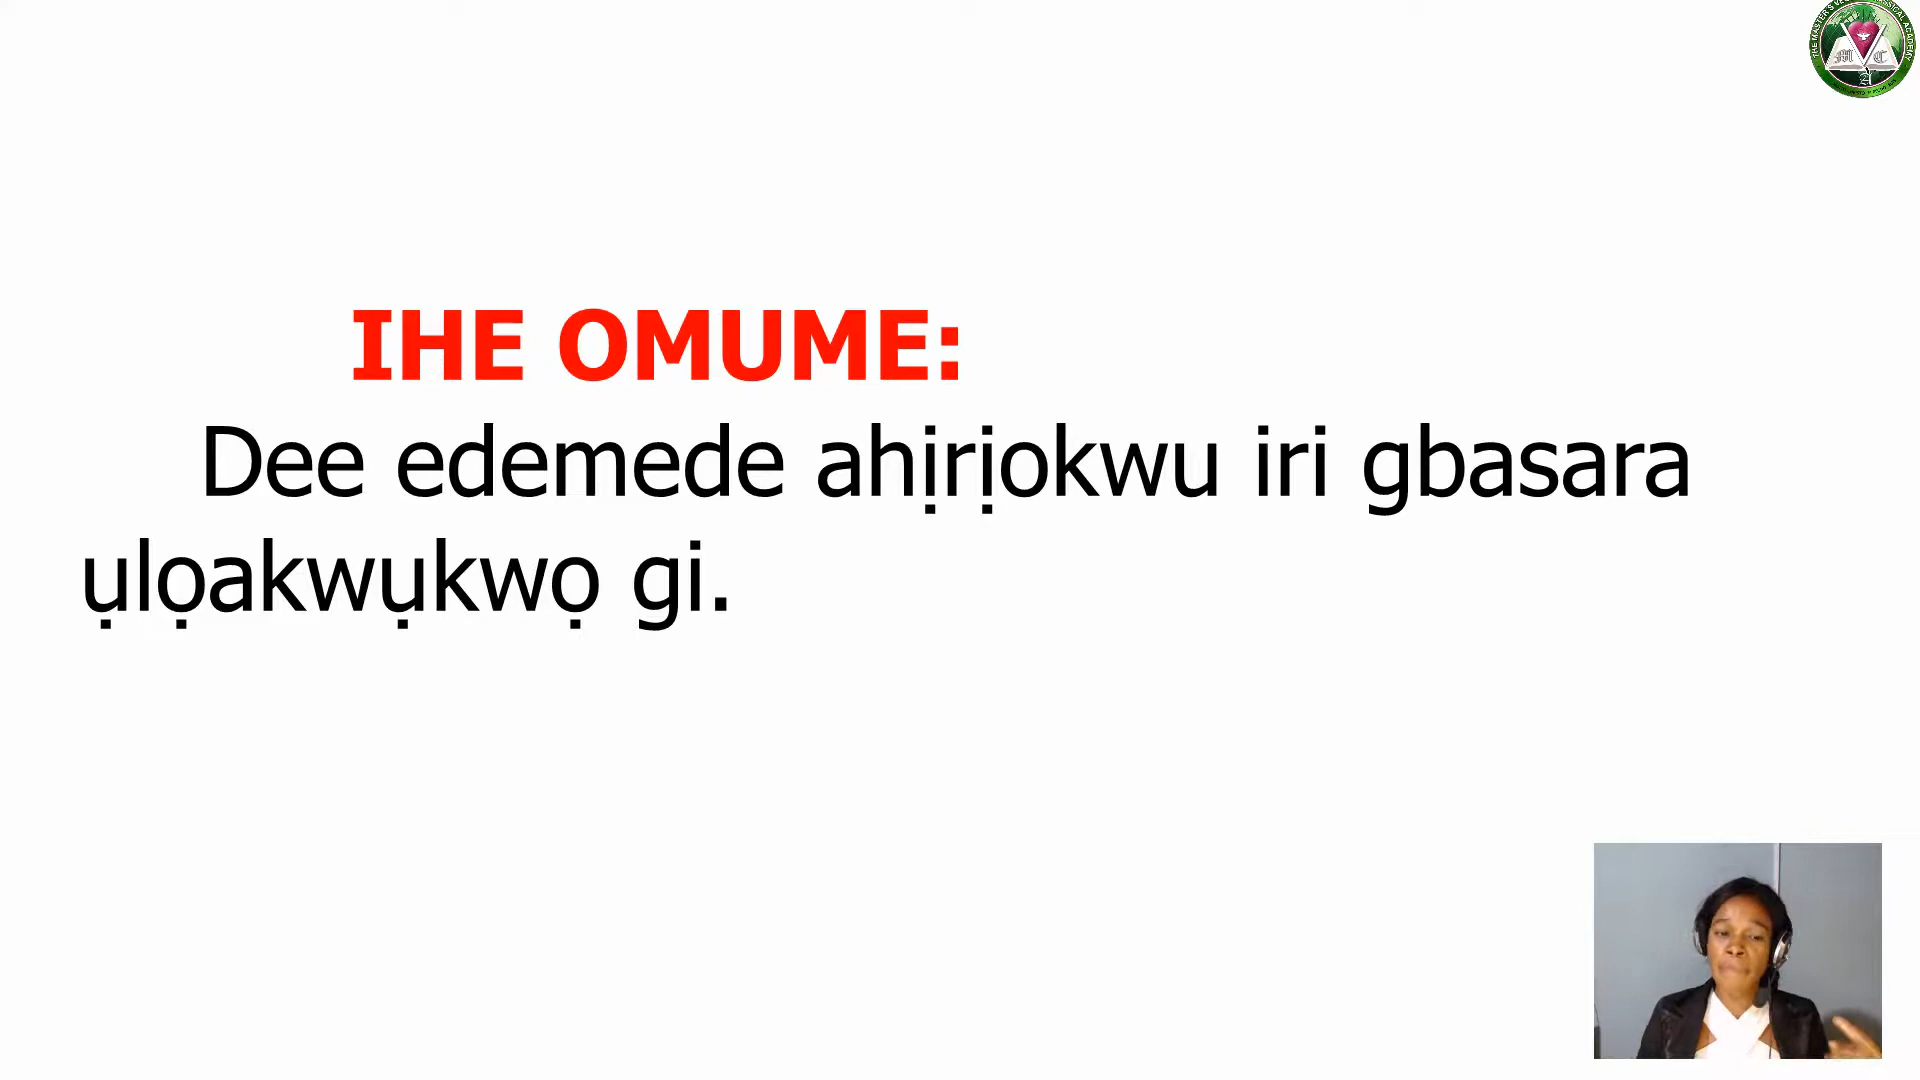 IHE OMUME:
Dee edemede ahịrịokwu iri gbasara
ụlọakwụkwọ gi.